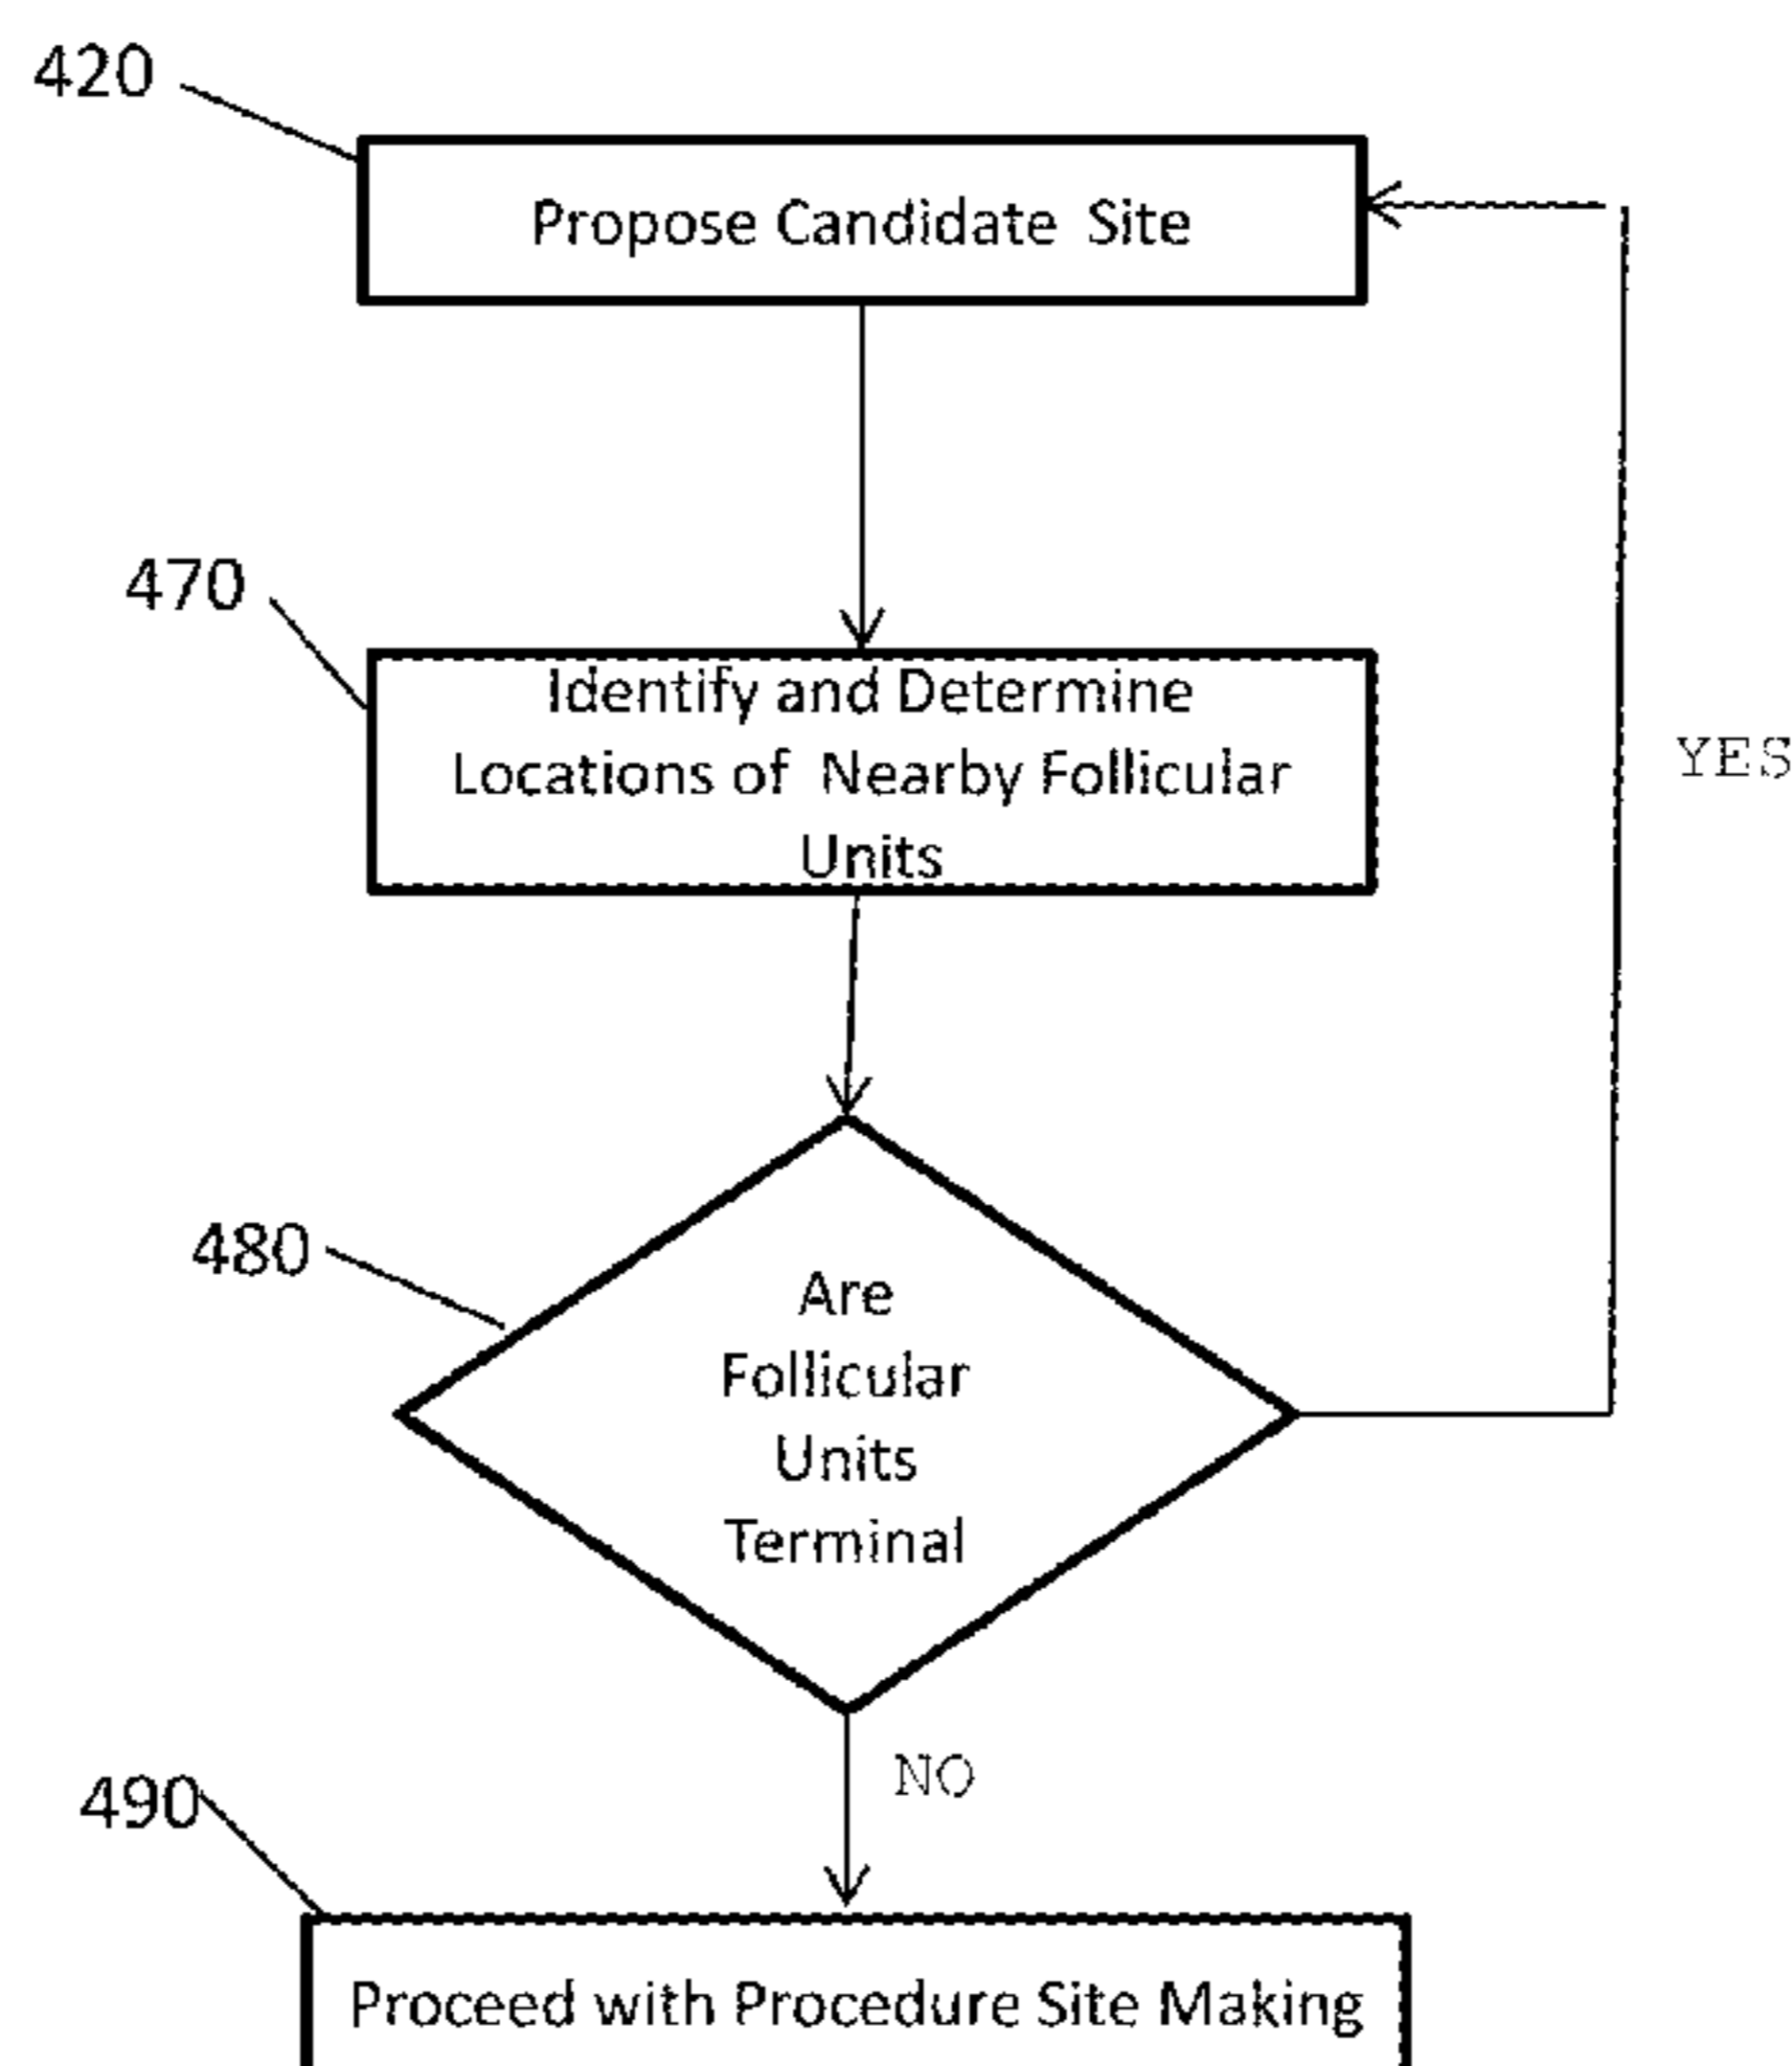 420
Propose Candidate Site
470
Identify and Determine
Locations of Nearby Follicular
Units
YES
480
Are
Follicular
Units
Terminal
NO
490
Proceed with Procedure Site Making